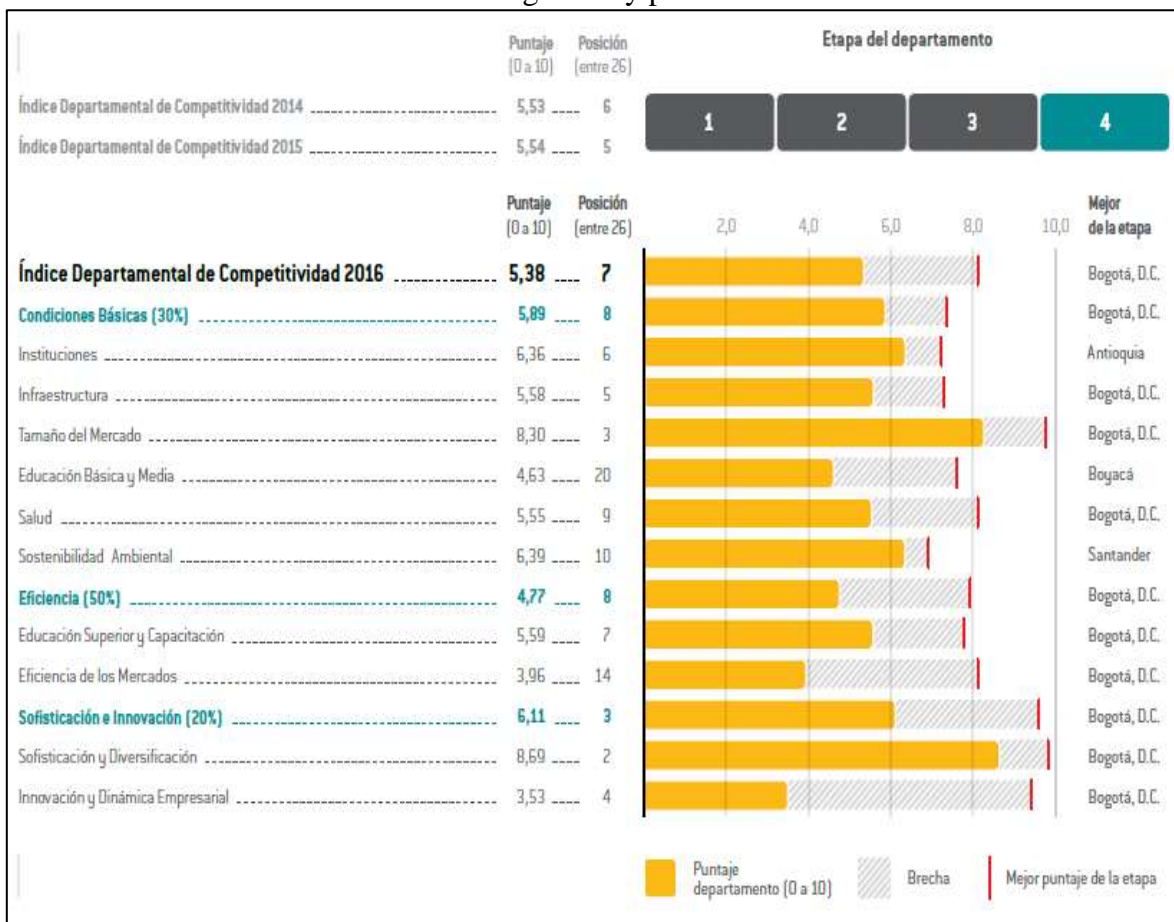 Puntaje Posición Etapa del departamento
(0 a 10) (entre 26)
Índice Departamental de Competitividad 2014 5,53 6
1 2 3 4
Índice Departamental de Competitividad 2015 5,54 5
Puntaje Posición Mejor
(0 a 10) (entre 26) 2,0 4,0 6,0 8,0 10,0 de la etapa
Índice Departamental de Competitividad 2016 5,38 7 Bogotá, D.C.
Condiciones Básicas (30%) 5,89 8 Bogotá, D.C.
Instituciones 6,36 6 Antioquia
Infraestructura 5,58 5 Bogotá, D.C.
Tamaño del Mercado 8,30 3 Bogotá, D.C.
Educación Básica y Media 4,63 20 Boyacá
Salud 5,55 9 Bogotá, D.C.
Sostenibilidad Ambiental 6,39 10 Santander
Eficiencia (50%) 4,77 8 Bogotá, D.C.
Educación Superior y Capacitación 5,59 7 Bogotá, D.C.
Eficiencia de los Mercados 3,96 14 Bogotá, D.C.
Sofisticación e Innovación (20%) 6,11 3 Bogotá, D.C.
Sofisticación y Diversificación 8,69 2 Bogotá, D.C.
Innovación y Dinámica Empresarial 3,53 4 Bogotá, D.C.
Puntaje
departamento (0 a 10) Brecha Mejor puntaje de la etapa